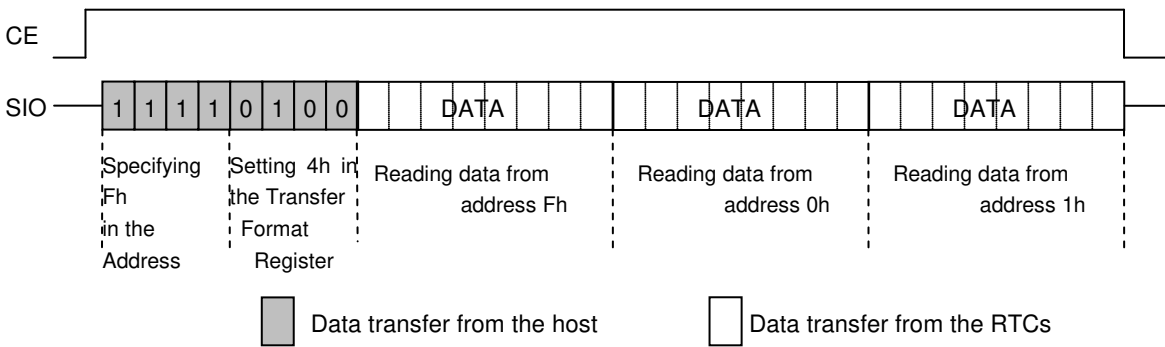 CE
SIO 1 1 1 1 0 1 0 0 DATA DATA DATA
Specifying
Fh
in the
Address
Setting 4h in
the Transfer
Format
Register
Reading data from
address Fh
Reading data from
address 0h
Reading data from
address 1h
Data transfer from the host
Data transfer from the RTCs